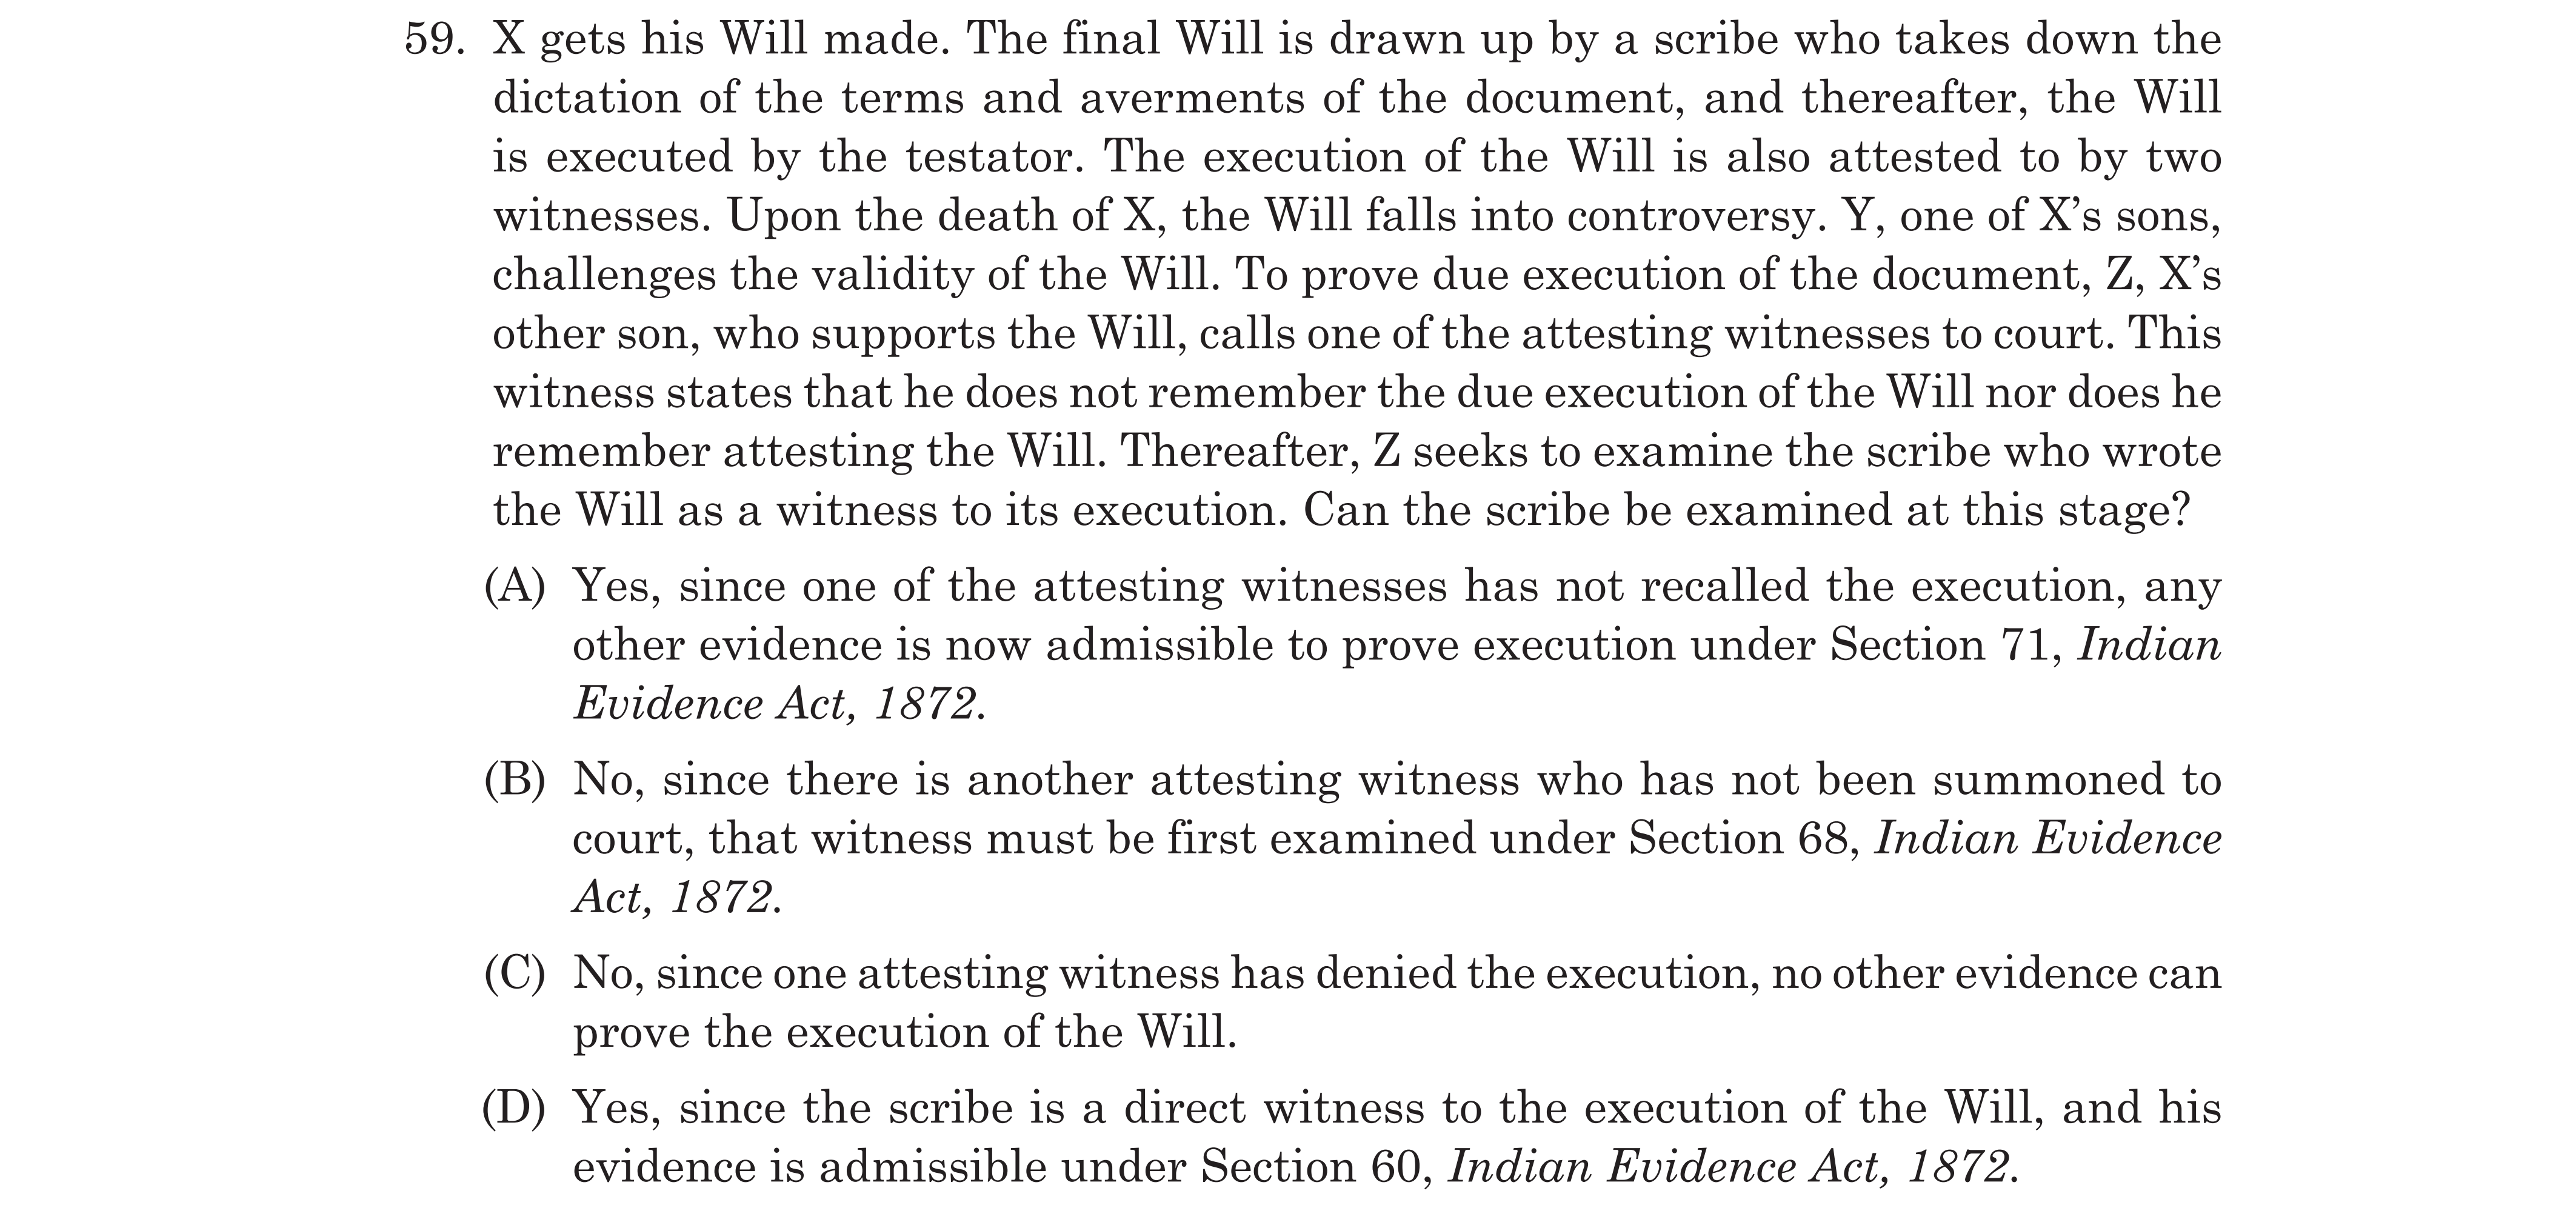 59. X gets his Will made. The final Will is drawn up by a scribe who takes down the
dictation of the terms and averments of the document, and thereafter, the Will
is executed by the testator. The execution of the Will is also attested to by two
witnesses. Upon the death of X, the Will falls into controversy. Y, one of X’s sons,
challenges the validity of the Will. To prove due execution of the document, Z, X’s
other son, who supports the Will, calls one of the attesting witnesses to court. This
witness states that he does not remember the due execution of the Will nor does he
remember attesting the Will. Thereafter, Z seeks to examine the scribe who wrote
the Will as a witness to its execution. Can the scribe be examined at this stage?
(A) Yes, since one of the attesting witnesses has not recalled the execution, any
other evidence is now admissible to prove execution under Section 71, Indian
Evidence Act, 1872.
(B) No, since there is another attesting witness who has not been summoned to
court, that witness must be first examined under Section 68, Indian Evidence
Act, 1872.
(C) No, since one attesting witness has denied the execution, no other evidence can
prove the execution of the Will.
(D) Yes, since the scribe is a direct witness to the execution of the Will, and his
evidence is admissible under Section 60, Indian Evidence Act, 1872.